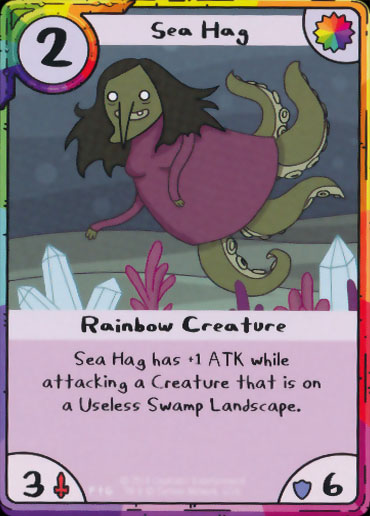 2
Sea Hag
Rainbow Creature
Sea Hag has +1 ATK while
attacking a Creature that is on
a Useless Swamp Landscape.
3
6